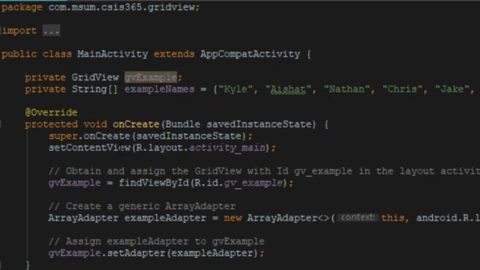 package com.msum.csis365.gridview;
import ...
public class MainActivity extends AppCompatActivity {
private GridView gvExample;
private String[] exampleNames = {"Kyle", "Aishat", "Nathan", "Chris", "Jake",
@Override
protected void onCreate(Bundle savedInstanceState) {
super.onCreate(savedInstanceState);
setContentView(R.layout.activity_main);
// Obtain and assign the GridView with Id gv_example in the layout activit
gvExample = findViewById(R.id.gv_example);
// Create a generic ArrayAdapter
ArrayAdapter exampleAdapter = new ArrayAdapter<>( context: this, android.R.l
// Assign exampleAdapter to gvExample
gvExample.setAdapter(exampleAdapter);
}